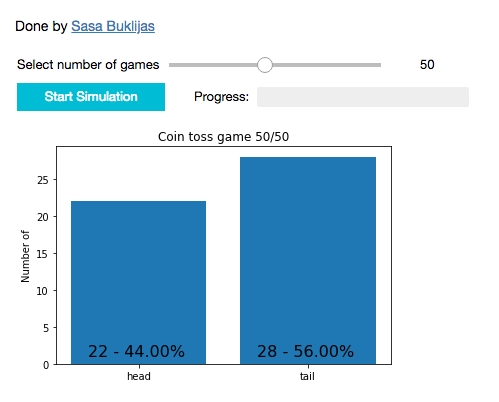 Done by Sasa Buklijas
Select number of games 50
Start Simulation Progress:
Coin toss game 50/50
Number of
25
20
15
10
5
0
22 - 44.00% 28 - 56.00%
head tail